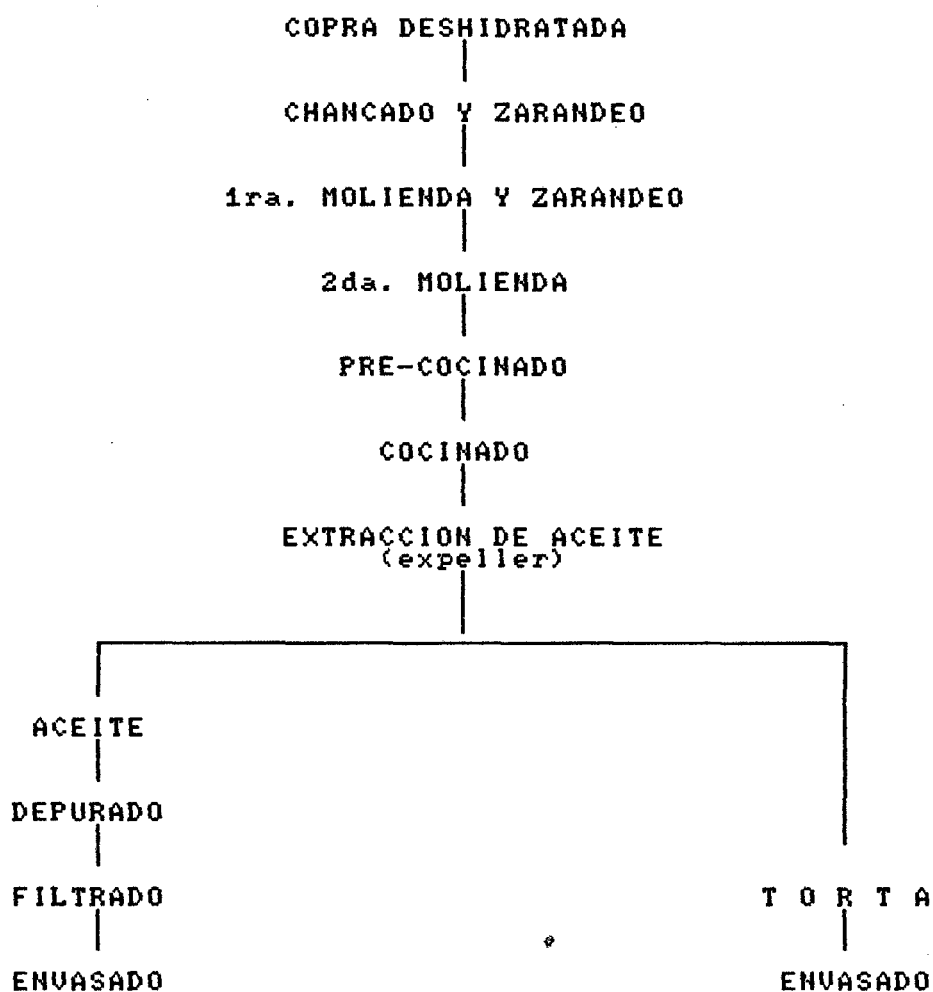 COPRA DESHIDRATADA
CHANCADO Y ZARANDEO
1ra. MOLIENDA Y ZARANDEO
2da. MOLIENDA
PRE-COCINADO
COCINADO
EXTRACCION DE ACEITE
(expeller)
ACEITE
DEPURADO
FILTRADO
T O R T A
ENVASADO
ENVASADO